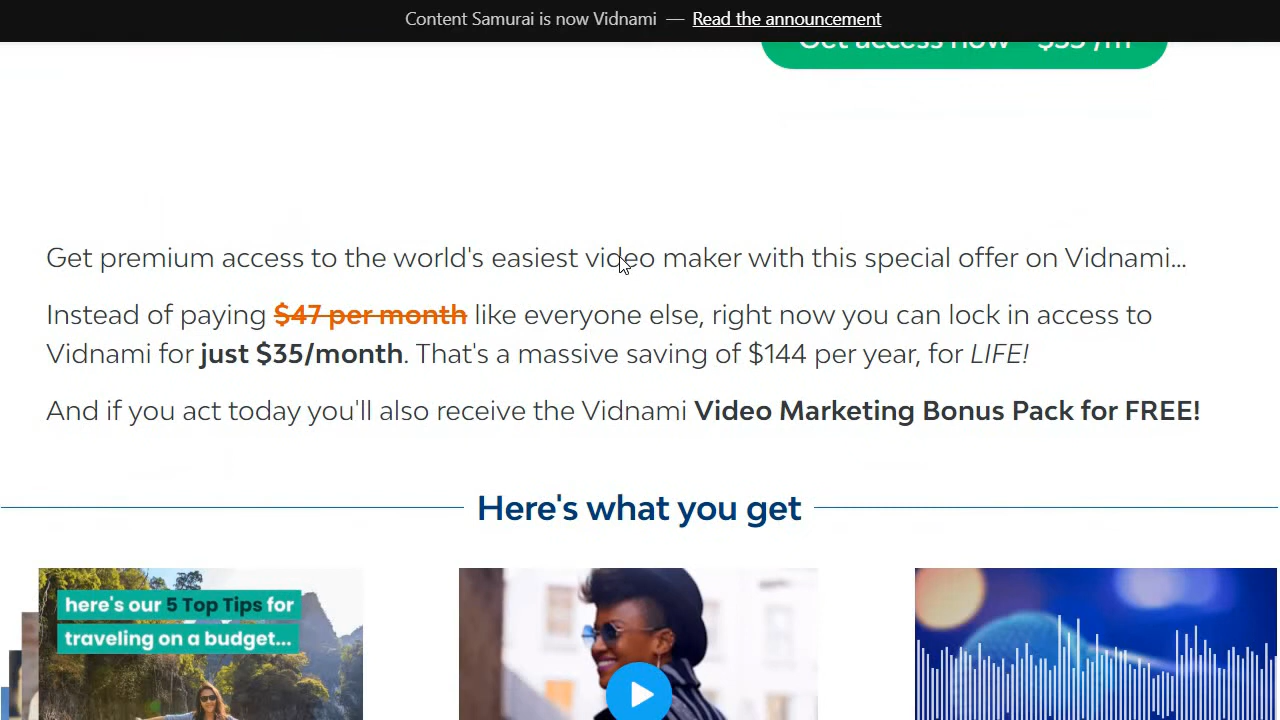 Content Samurai is now Vidnami — Read the announcement
Get access now - $35 /m
Get premium access to the world's easiest video maker with this special offer on Vidnami...
Instead of paying $47 per month like everyone else, right now you can lock in access to
Vidnami for just $35/month. That's a massive saving of $144 per year, for LIFE!
And if you act today you'll also receive the Vidnami Video Marketing Bonus Pack for FREE!
Here's what you get
here's our 5 Top Tips for
traveling on a budget...